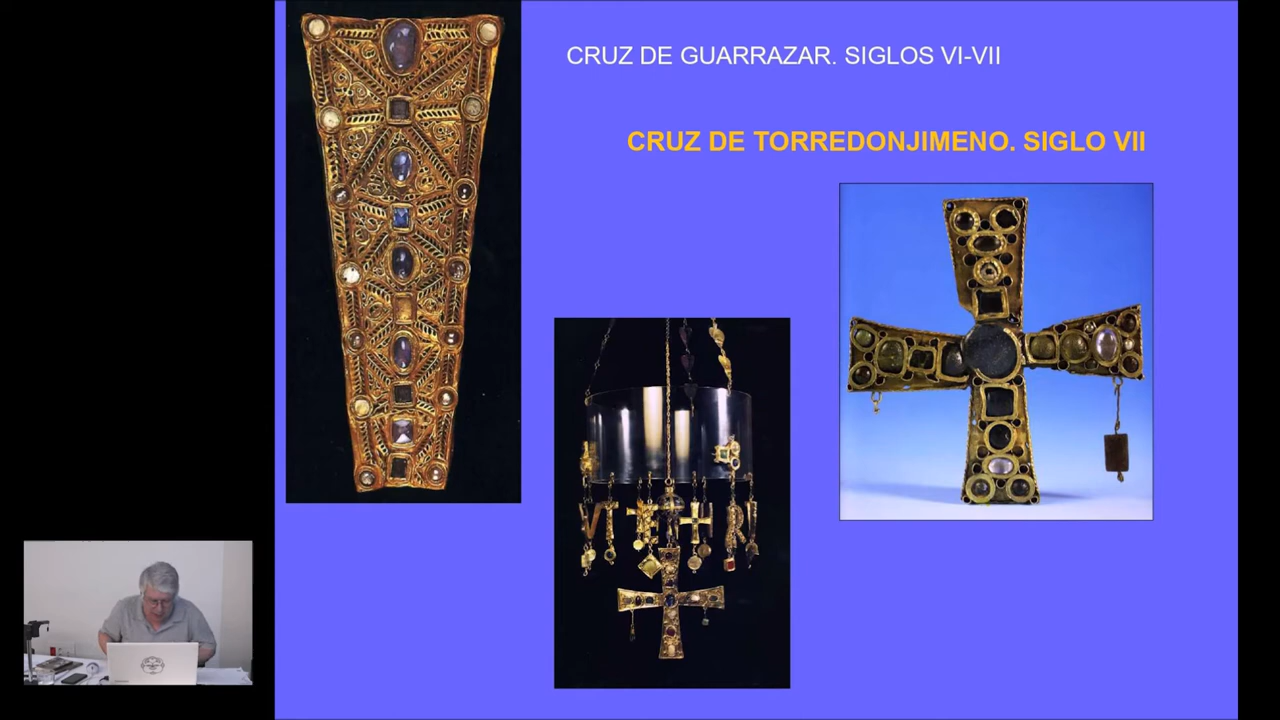 CRUZ DE GUARRAZAR. SIGLOS VI-VII
CRUZ DE TORREDONJIMENO. SIGLO VII